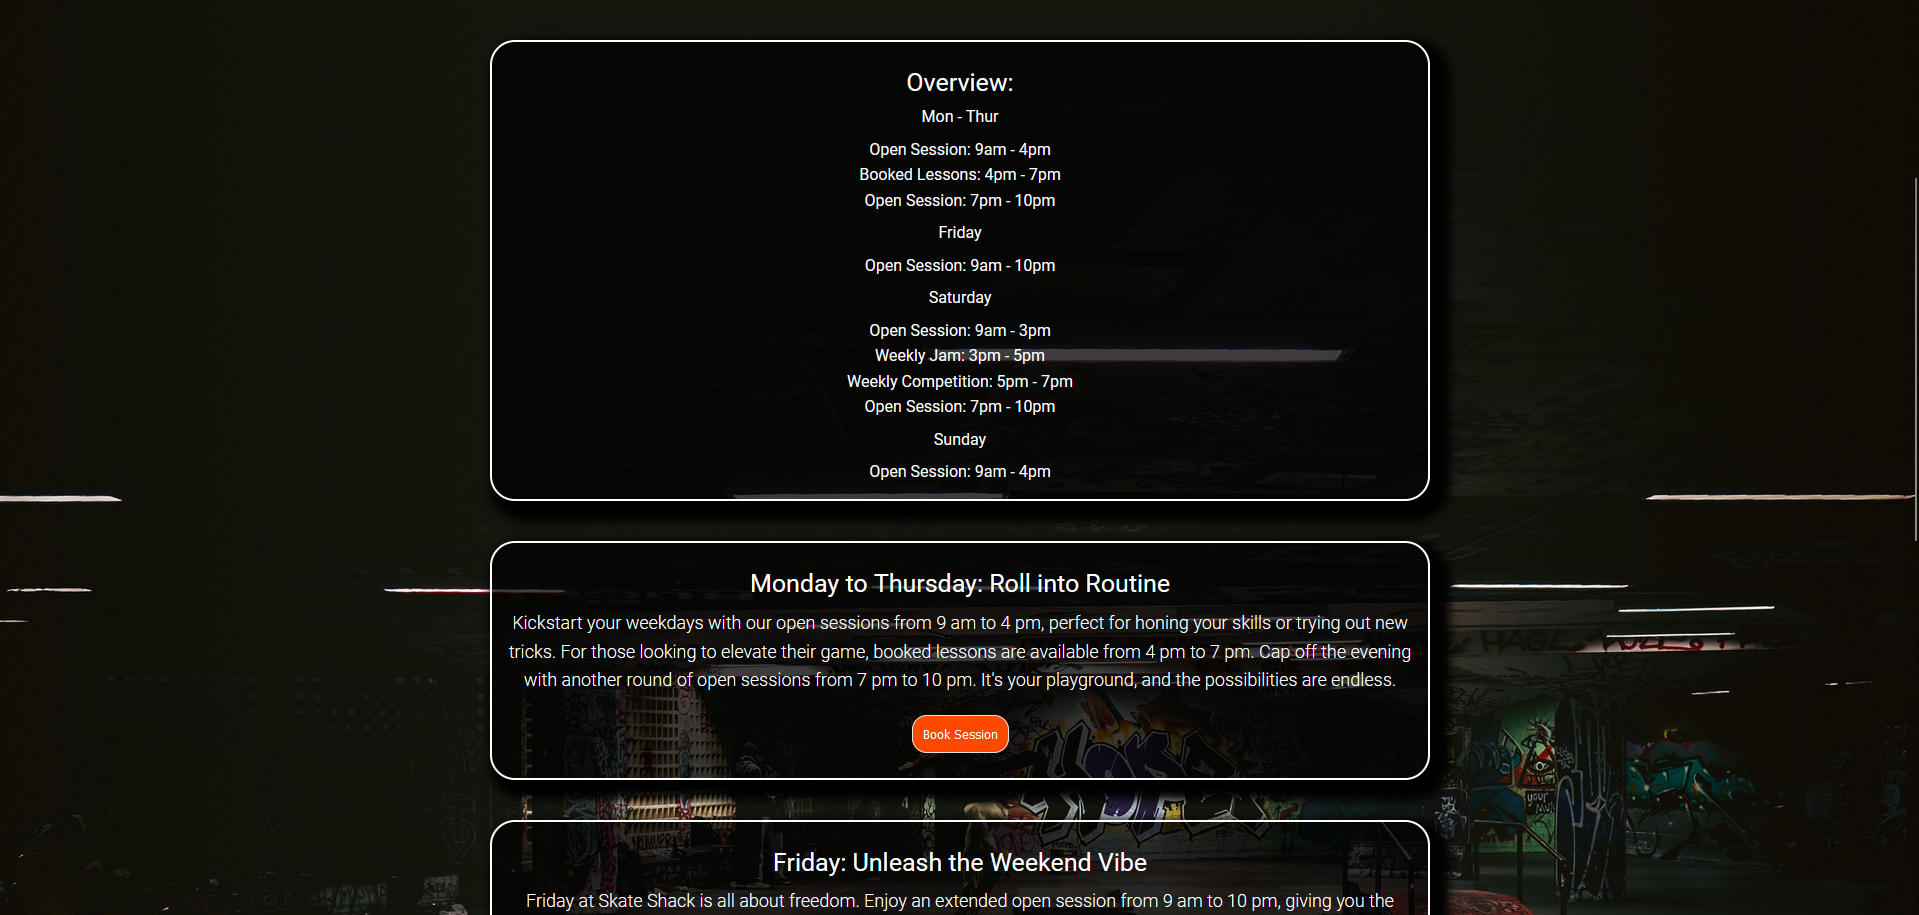 Overview:
Mon - Thur
Open Session: 9am - 4pm
Booked Lessons: 4pm - 7pm
Open Session: 7pm - 10pm
Friday
Open Session: 9am - 10pm
Saturday
Open Session: 9am - 3pm
Weekly Jam: 3pm - 5pm
Weekly Competition: 5pm - 7pm
Open Session: 7pm - 10pm
Sunday
Open Session: 9am - 4pm
Monday to Thursday: Roll into Routine
Kickstart your weekdays with our open sessions from 9 am to 4 pm, perfect for honing your skills or trying out new
tricks. For those looking to elevate their game, booked lessons are available from 4 pm to 7 pm. Cap off the evening
with another round of open sessions from 7 pm to 10 pm. It's your playground, and the possibilities are endless.
Book Session
Friday: Unleash the Weekend Vibe
Friday at Skate Shack is all about freedom. Enjoy an extended open session from 9 am to 10 pm, giving you the